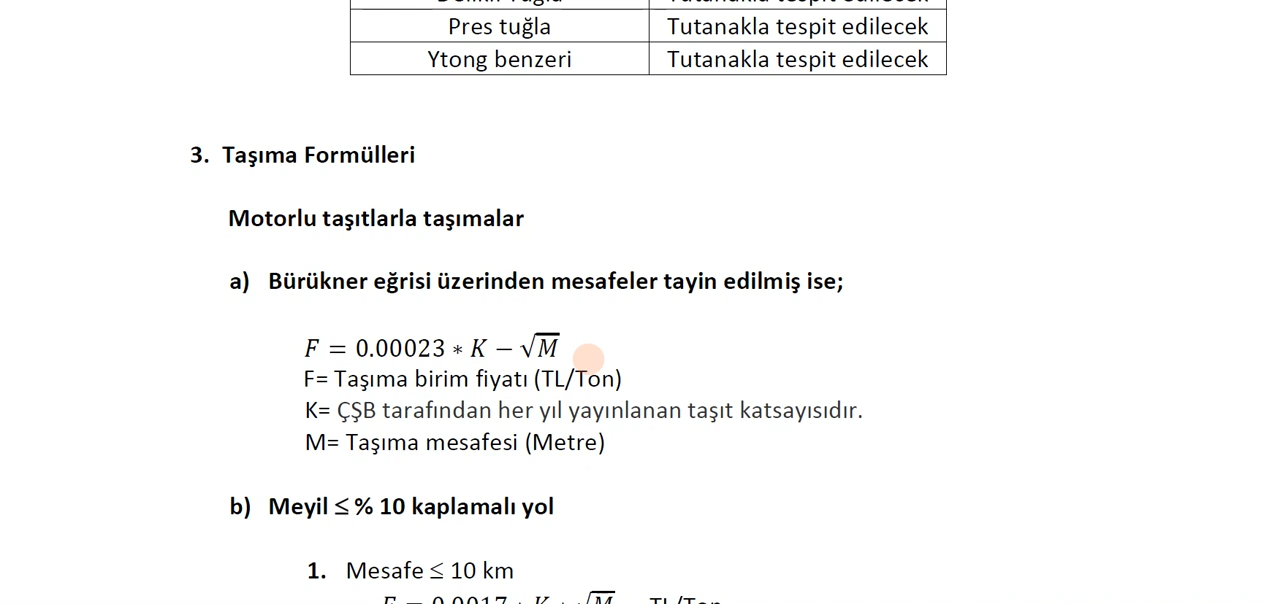 Pres tuğla Tutanakla tespit edilecek
Ytong benzeri Tutanakla tespit edilecek
3. Taşıma Formülleri
Motorlu taşıtlarla taşımalar
a) Bürükner eğrisi üzerinden mesafeler tayin edilmiş ise;
F = 0.00023 ∗ K − √M
F= Taşıma birim fiyatı (TL/Ton)
K= ÇŞB tarafından her yıl yayınlanan taşıt katsayısıdır.
M= Taşıma mesafesi (Metre)
b) Meyil ≤ % 10 kaplamalı yol
1. Mesafe ≤ 10 km